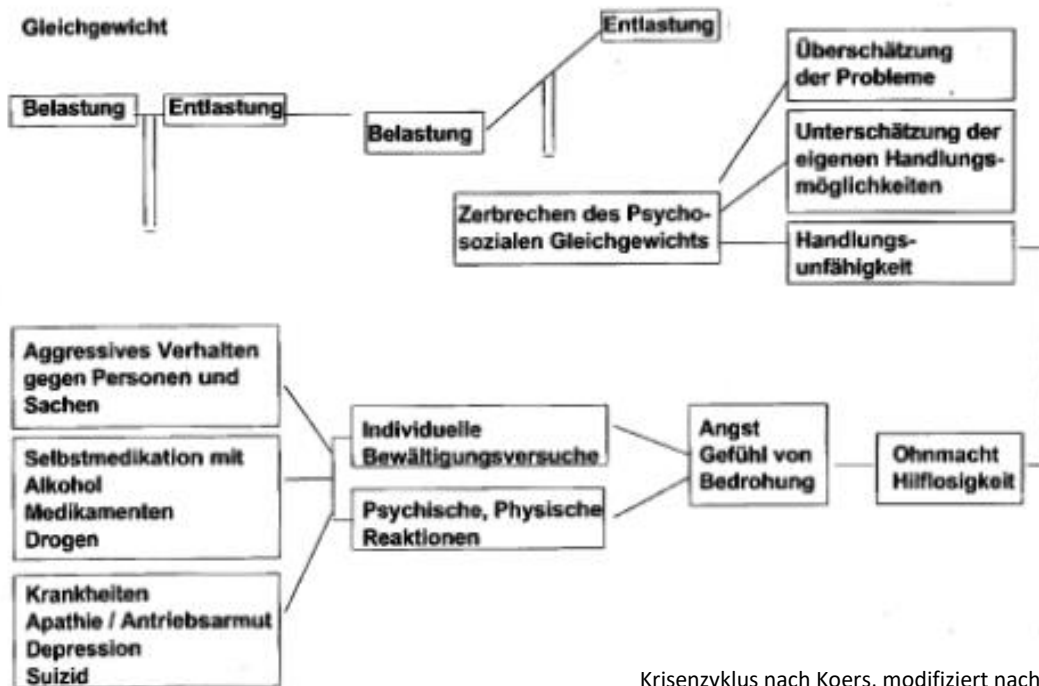 Gleichgewicht
Entlastung
Belastung
Entlastung
Belastung
Überschätzung
der Probleme
Unterschätzung der
eigenen Handlungs-
möglichkeiten
Zerbrechen des Psycho-
sozialen Gleichgewichts
Handlungs-
unfähigkeit
Aggressives Verhalten
gegen Personen und
Sachen
Selbstmedikation mit
Alkohol
Medikamenten
Drogen
Krankheiten
Apathie / Antriebsarmut
Depression
Suizid
Individuelle
Bewältigungsversuche
Psychische, Physische
Reaktionen
Angst
Gefühl von
Bedrohung
Ohnmacht
Hilflosigkeit
Krisenzyklus nach Koers, modifiziert nach